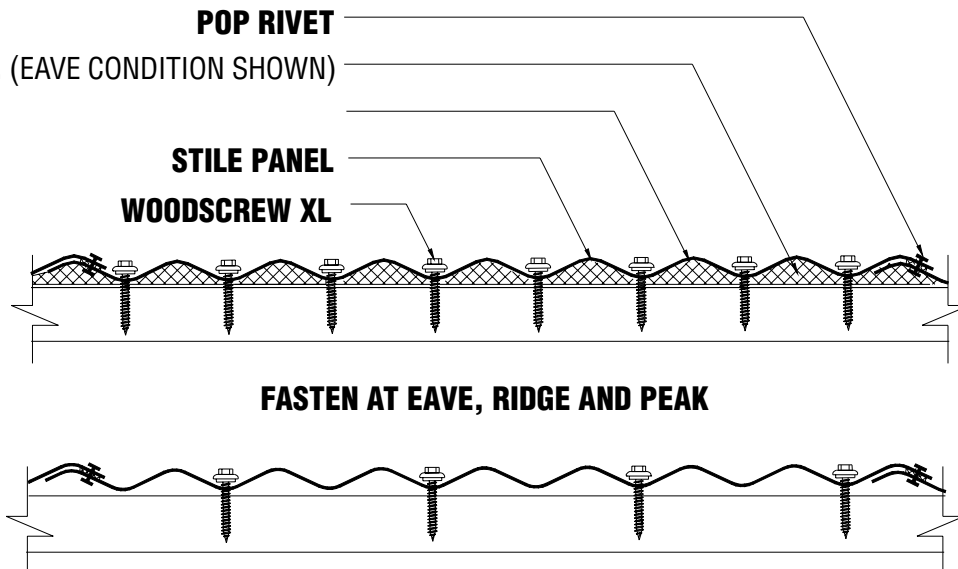 POP RIVET
(EAVE CONDITION SHOWN)
STILE PANEL
WOODSCREW XL
FASTEN AT EAVE, RIDGE AND PEAK